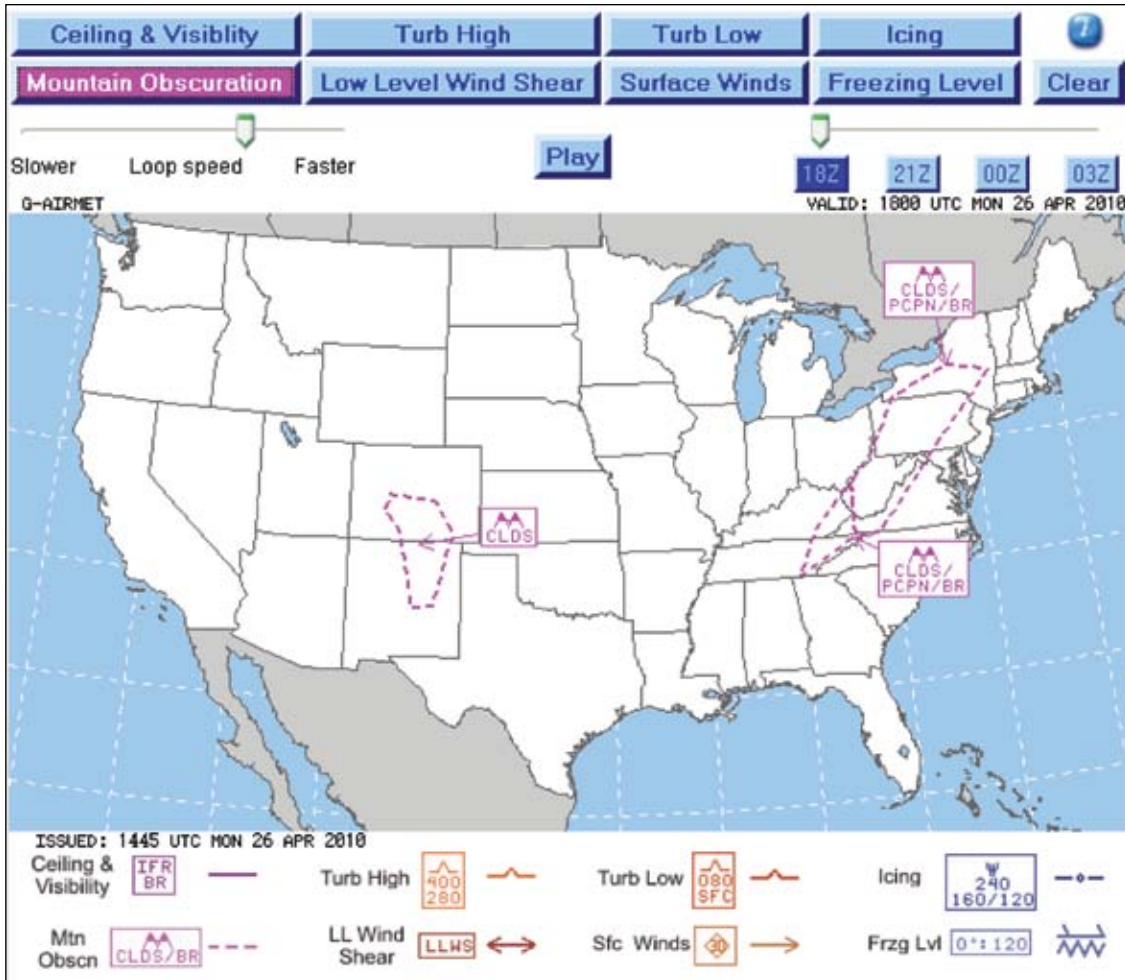 Ceiling & Visiblity Turb High Turb Low Icing ?
Mountain Obscuration Low Level Wind Shear Surface Winds Freezing Level Clear
Slower Loop speed Faster
Play
18Z 21Z 00Z 03Z
G-AIRMET
VALID: 1800 UTC MON 26 APR 2010
CLDS/
PCPN/BR
CLDS
CLDS/
PCPN/BR
ISSUED: 1445 UTC MON 26 APR 2010
Ceiling &
Visibility
IFR
BR
Turb High
400
280
Turb Low
080
SFC
Icing
240
160/120
Mtn
Obscn
CLDS/BR
LL Wind
Shear
LLWS
Sfc Winds
30
Frzg Lvl
0°:120